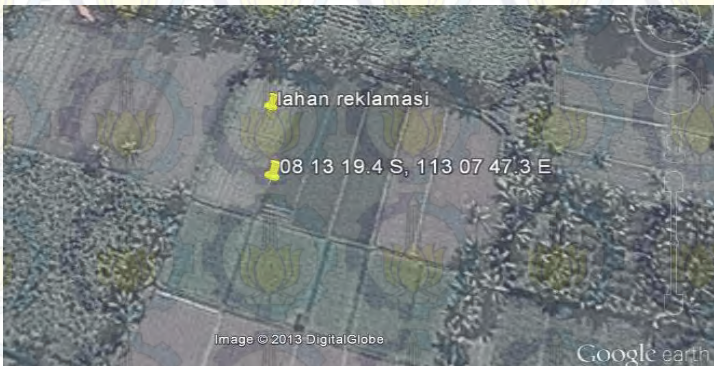 lahan reklamasi
08 13 19.4 S, 113 07 47.3 E
Image © 2013 DigitalGlobe
Google earth